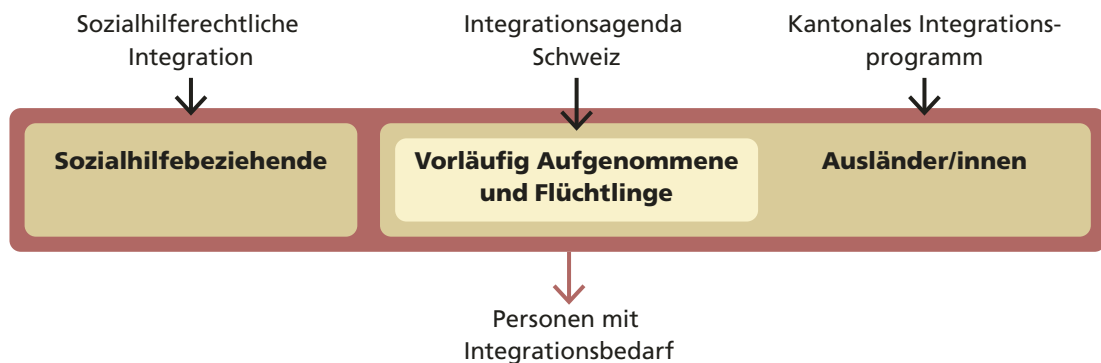 Sozialhilferechtliche
Integration
Integrationsagenda
Schweiz
Kantonales Integrations-
programm
Sozialhilfebeziehende
Vorläufig Aufgenommene
und Flüchtlinge
Ausländer/innen
Personen mit
Integrationsbedarf